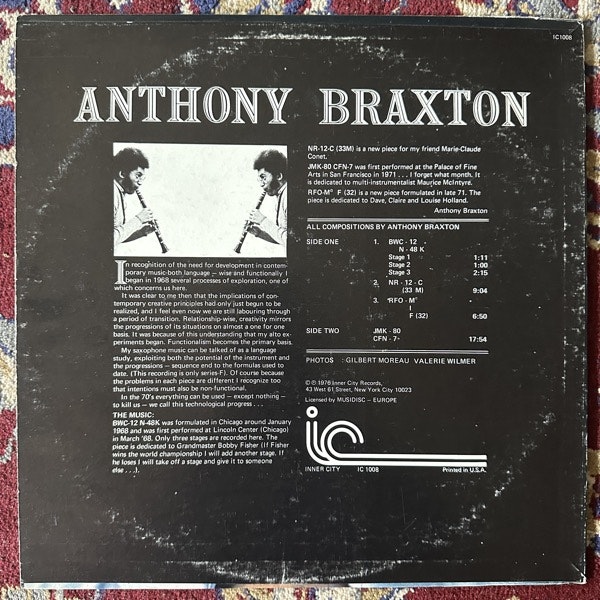 IC1008
ANTHONY BRAXTON
NR-12-C (33M) is a new piece for my friend Marie-Claude
Conet.
JMK-80 CFN-7 was first performed at the Palace of Fine
Arts in San Francisco in 1971 . . . I forget what month. It
is dedicated to multi-instrumentalist Maurice McIntyre.
RFO-M° F (32) is a new piece formulated in late 71. The
piece is dedicated to Dave, Claire and Louise Holland.
Anthony Braxton
In recognition of the need for development in contem-
porary music-both language – wise and functionally I
began in 1968 several processes of exploration, one of
which concerns us here.
It was clear to me then that the implications of con-
temporary creative principles had only just begun to be
realized, and I feel even now we are still labouring through
a period of transition. Relationship-wise, creativity mirrors
the progressions of its situations on almost a one for one
basis. It was because of this understanding that my alto ex-
periments began. Functionalism becomes the primary basis.
My saxophone music can be talked of as a language
study, exploiting both the potential of the instrument and
the progressions – sequence end to the formulas used to
date. (This recording is only series-F). Of course because
the problems in each piece are different I recognize too
that intentions must also be non-functional.
In the 70's everything can be used – except nothing –
to kill us – we call this technological progress . . .
THE MUSIC:
BWC-12 N-48K was formulated in Chicago around January
1968 and was first performed at Lincoln Center (Chicago)
in March '68. Only three stages are recorded here. The
piece is dedicated to Grandmaster Bobby Fisher (If Fisher
wins the world championship I will add another stage. If
he loses I will take off a stage and give it to someone
else . . .).
ALL COMPOSITIONS BY ANTHONY BRAXTON
SIDE ONE 1. BWC - 12
N - 48 K
Stage 1 1:11
Stage 2 1:00
Stage 3 2:15
2. NR - 12 - C
(33 M) 9:04
3. RFO - M°
F (32) 6:50
SIDE TWO JMK - 80
CFN - 7- 17:54
PHOTOS : GILBERT MOREAU VALERIE WILMER
© ℗ 1976 Inner City Records,
43 West 61 Street, New York City 10023
Licensed by MUSIDISC – EUROPE
ic
INNER CITY IC 1008 Printed in U.S.A.